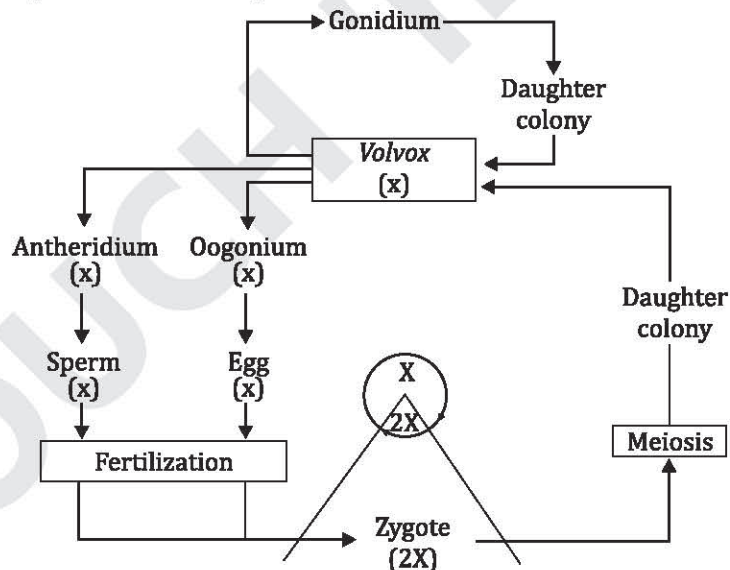 Gonidium
Daughter
colony
Volvox
(x)
Antheridium
(x)
Oogonium
(x)
Daughter
colony
Sperm
(x)
Egg
(x)
X
2X
Meiosis
Fertilization
Zygote
(2X)